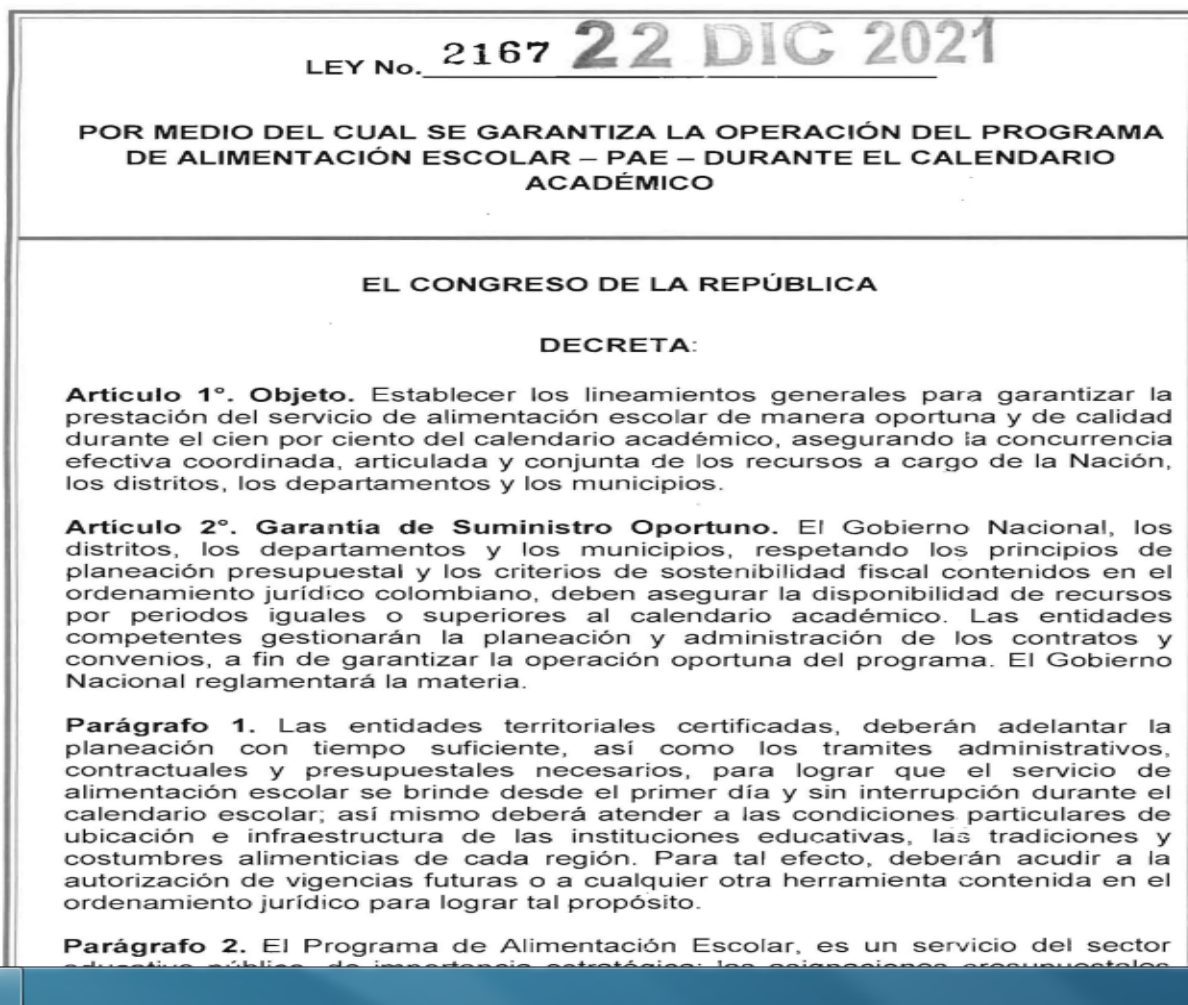 LEY No. 2167 22 DIC 2021
POR MEDIO DEL CUAL SE GARANTIZA LA OPERACIÓN DEL PROGRAMA
DE ALIMENTACIÓN ESCOLAR – PAE – DURANTE EL CALENDARIO
ACADÉMICO
EL CONGRESO DE LA REPÚBLICA
DECRETA:
Artículo 1°. Objeto. Establecer los lineamientos generales para garantizar la
prestación del servicio de alimentación escolar de manera oportuna y de calidad
durante el cien por ciento del calendario académico, asegurando la concurrencia
efectiva coordinada, articulada y conjunta de los recursos a cargo de la Nación,
los distritos, los departamentos y los municipios.
Artículo 2°. Garantía de Suministro Oportuno. El Gobierno Nacional, los
distritos, los departamentos y los municipios, respetando los principios de
planeación presupuestal y los criterios de sostenibilidad fiscal contenidos en el
ordenamiento jurídico colombiano, deben asegurar la disponibilidad de recursos
por periodos iguales o superiores al calendario académico. Las entidades
competentes gestionarán la planeación y administración de los contratos y
convenios, a fin de garantizar la operación oportuna del programa. El Gobierno
Nacional reglamentará la materia.
Parágrafo 1. Las entidades territoriales certificadas, deberán adelantar la
planeación con tiempo suficiente, así como los tramites administrativos,
contractuales y presupuestales necesarios, para lograr que el servicio de
alimentación escolar se brinde desde el primer día y sin interrupción durante el
calendario escolar; así mismo deberá atender a las condiciones particulares de
ubicación e infraestructura de las instituciones educativas, las tradiciones y
costumbres alimenticias de cada región. Para tal efecto, deberán acudir a la
autorización de vigencias futuras o a cualquier otra herramienta contenida en el
ordenamiento jurídico para lograr tal propósito.
Parágrafo 2. El Programa de Alimentación Escolar, es un servicio del sector